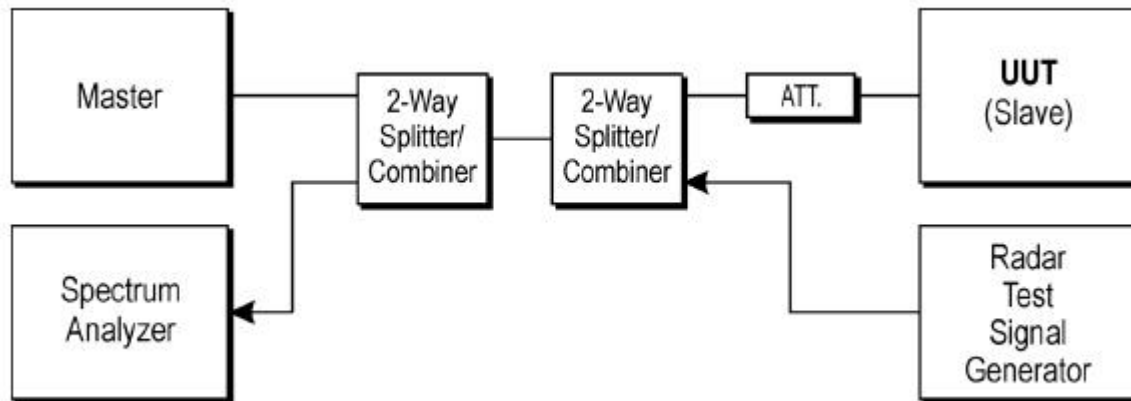 Master
2-Way
Splitter/
Combiner
2-Way
Splitter/
Combiner
ATT.
UUT
(Slave)
Spectrum
Analyzer
Radar
Test
Signal
Generator